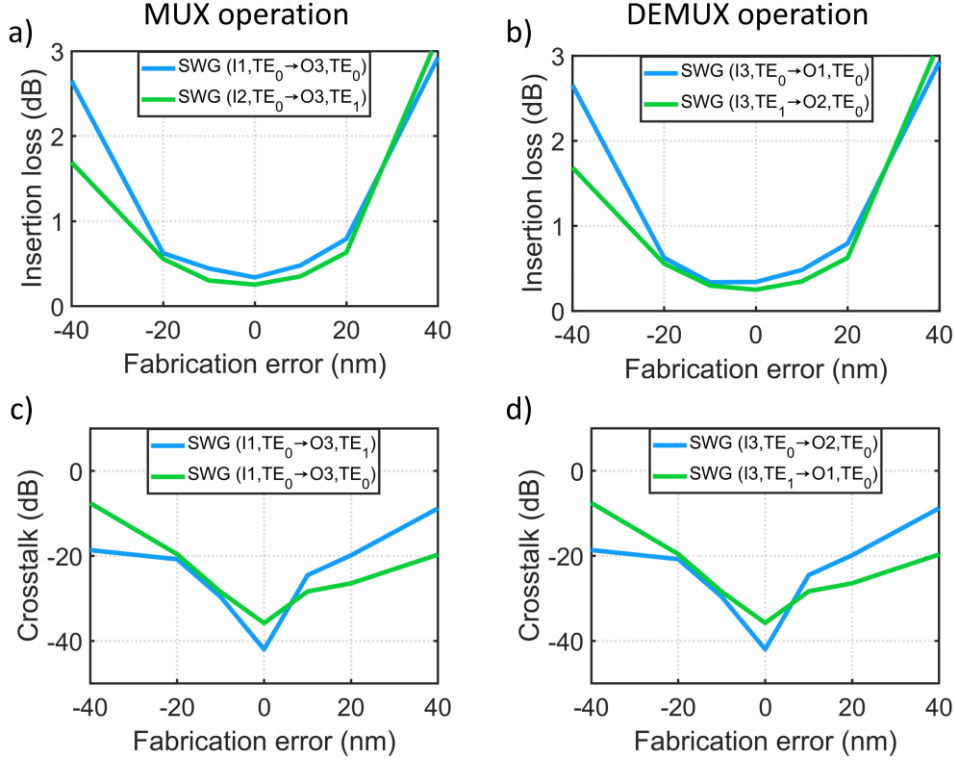 MUX operation
DEMUX operation
a)
3
2
1
0
Insertion loss (dB)
SWG (I1,TE₀→O3,TE₀)
SWG (I2,TE₀→O3,TE₁)
-40 -20 0 20 40
Fabrication error (nm)
b)
3
2
1
0
Insertion loss (dB)
SWG (I3,TE₀→O1,TE₀)
SWG (I3,TE₁→O2,TE₀)
-40 -20 0 20 40
Fabrication error (nm)
c)
0
-20
-40
Crosstalk (dB)
SWG (I1,TE₀→O3,TE₁)
SWG (I1,TE₀→O3,TE₀)
-40 -20 0 20 40
Fabrication error (nm)
d)
0
-20
-40
Crosstalk (dB)
SWG (I3,TE₀→O2,TE₀)
SWG (I3,TE₁→O1,TE₀)
-40 -20 0 20 40
Fabrication error (nm)